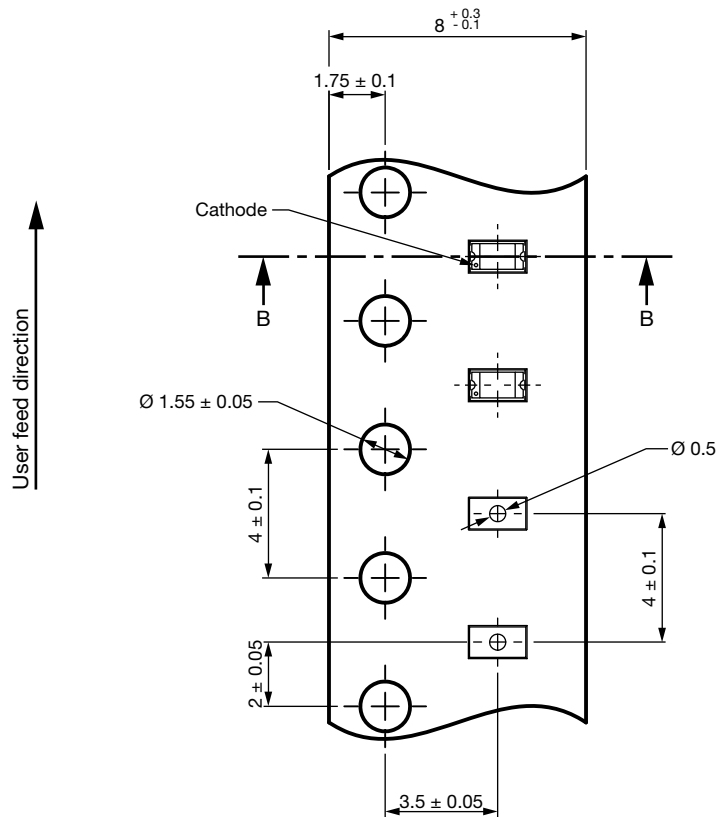 8 + 0.3 - 0.1
1.75 ± 0.1
Cathode
B
B
User feed direction
Ø 1.55 ± 0.05
Ø 0.5
4 ± 0.1
4 ± 0.1
2 ± 0.05
3.5 ± 0.05